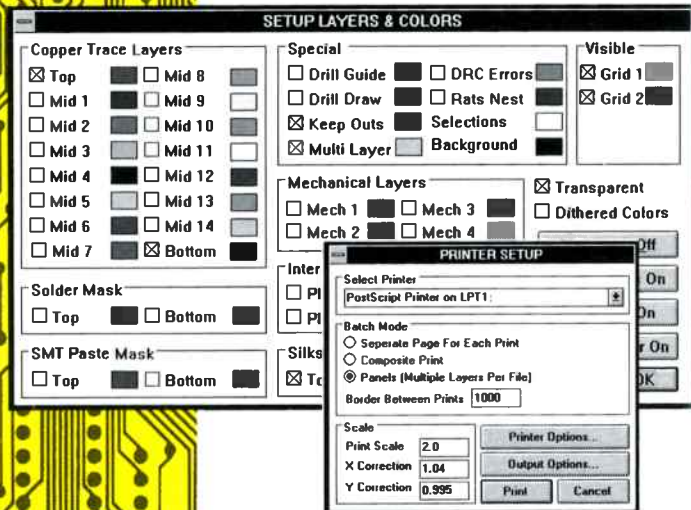 SETUP LAYERS & COLORS
Copper Trace Layers
Top
Mid 8
Mid 1
Mid 9
Mid 2
Mid 10
Mid 3
Mid 11
Mid 4
Mid 12
Mid 5
Mid 13
Mid 6
Mid 14
Mid 7
Bottom
Solder Mask
Top
Bottom
SMT Paste Mask
Top
Bottom
Special
Drill Guide
DRC Errors
Drill Draw
Rats Nest
Keep Outs
Selections
Multi Layer
Background
Mechanical Layers
Mech 1
Mech 3
Mech 2
Mech 4
Inter
Pl
Pl
Silks
To
Visible
Grid 1
Grid 2
Transparent
Dithered Colors
Off
On
On
r On
OK
PRINTER SETUP
Select Printer
PostScript Printer on LPT1:
Batch Mode
Seperate Page For Each Print
Composite Print
Panels (Multiple Layers Per File)
Border Between Prints 1000
Scale
Print Scale 2.0
X Correction 1.04
Y Correction 0.995
Printer Options...
Output Options...
Print
Cancel